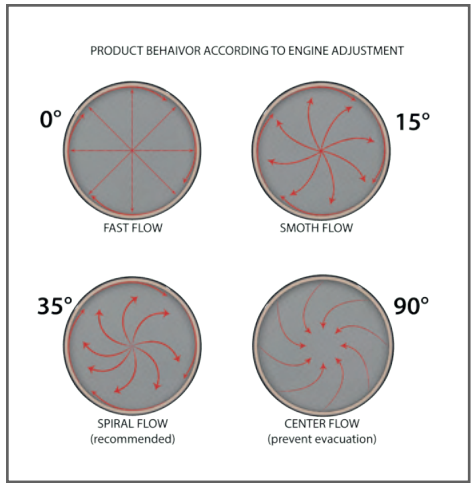 PRODUCT BEHAIVOR ACCORDING TO ENGINE ADJUSTMENT
0°
15°
FAST FLOW
SMOTH FLOW
35°
90°
SPIRAL FLOW
(recommended)
CENTER FLOW
(prevent evacuation)